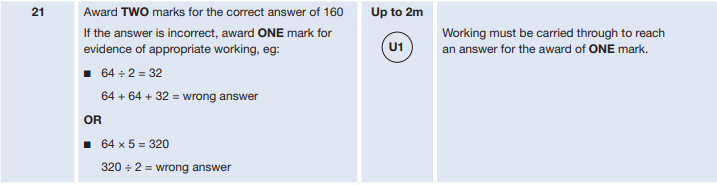 21
Award TWO marks for the correct answer of 160
If the answer is incorrect, award ONE mark for
evidence of appropriate working, eg:
■ 64 ÷ 2 = 32
64 + 64 + 32 = wrong answer
OR
■ 64 × 5 = 320
320 ÷ 2 = wrong answer
Up to 2m
U1
Working must be carried through to reach
an answer for the award of ONE mark.